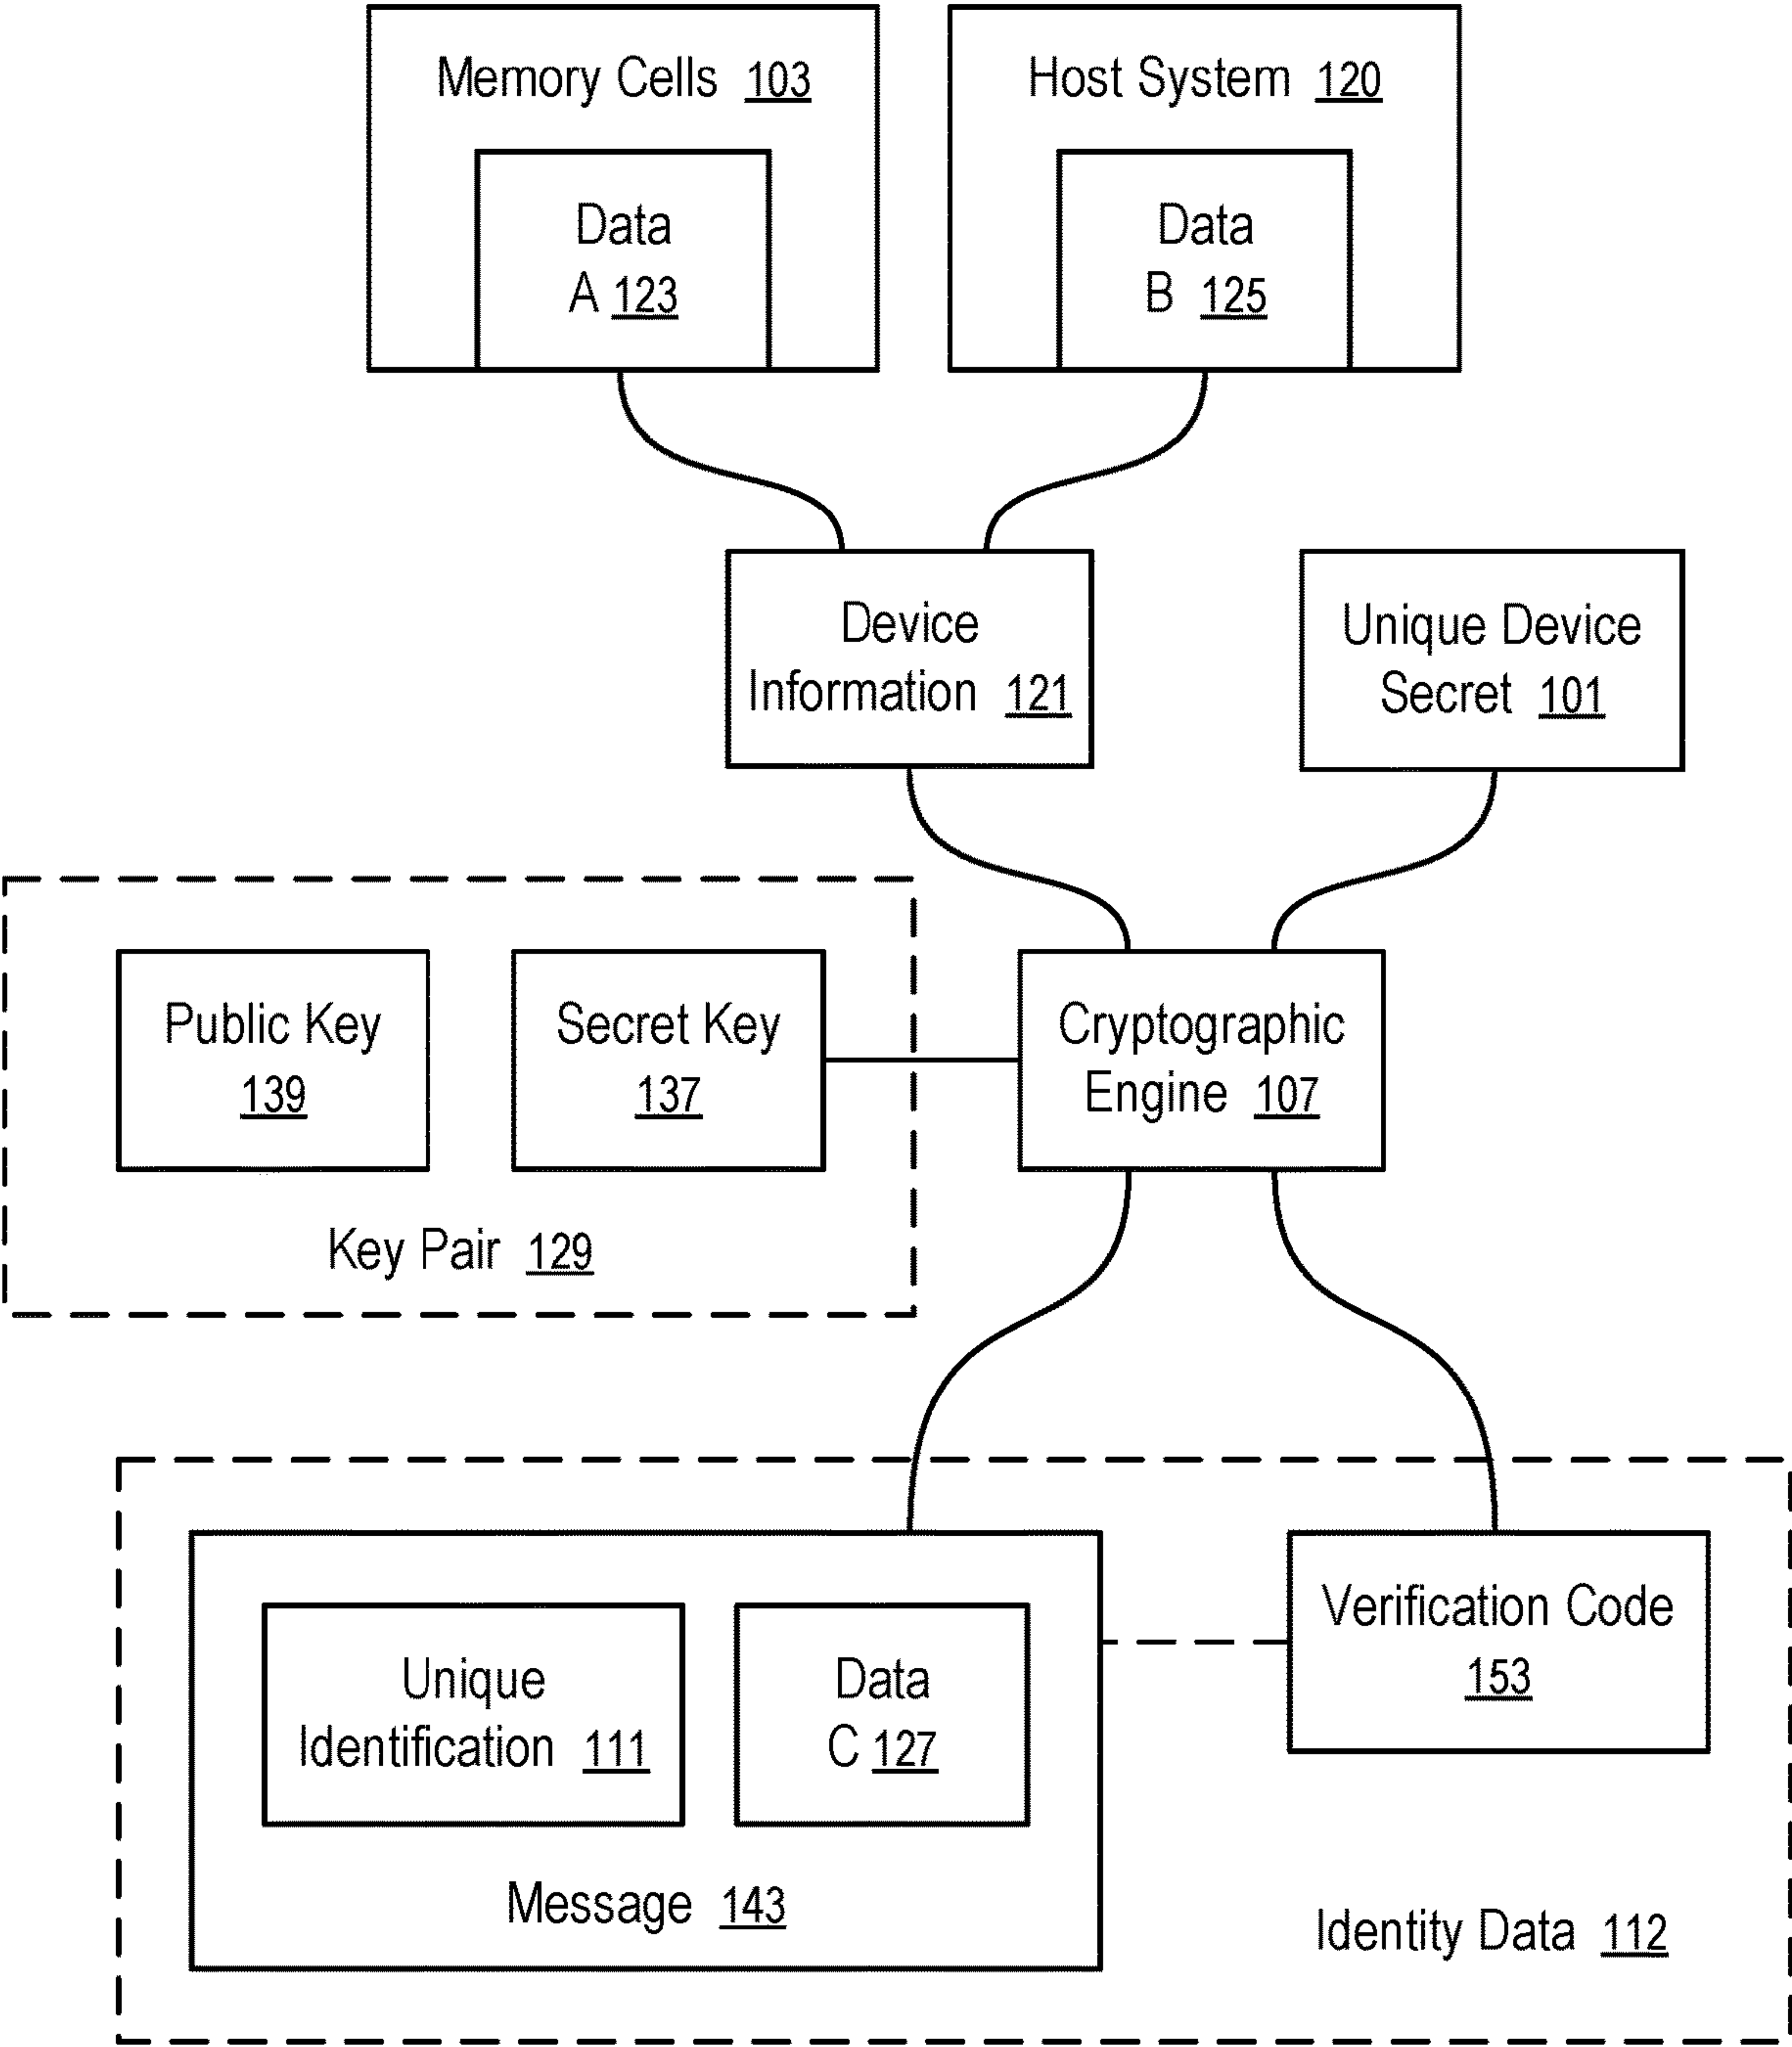 Memory Cells 103
Host System 120
Data
A 123
Data
B 125
Device
Information 121
Unique Device
Secret 101
Public Key
139
Secret Key
137
Key Pair 129
Cryptographic
Engine 107
Unique
Identification 111
Data
C 127
Message 143
Verification Code
153
Identity Data 112